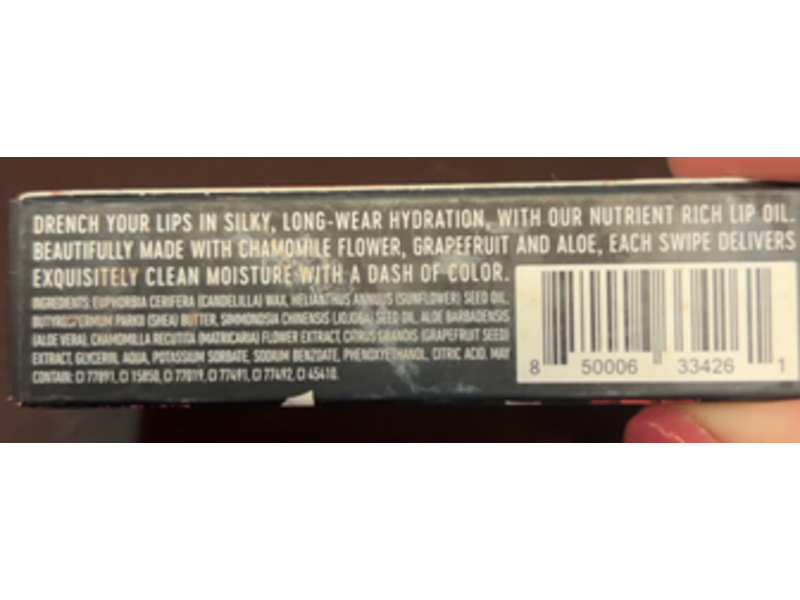 DRENCH YOUR LIPS IN SILKY, LONG-WEAR HYDRATION, WITH OUR NUTRIENT RICH LIP OIL.
BEAUTIFULLY MADE WITH CHAMOMILE FLOWER, GRAPEFRUIT AND ALOE, EACH SWIPE DELIVERS
EXQUISITELY CLEAN MOISTURE WITH A DASH OF COLOR.
INGREDIENTS: EUPHORBIA CERIFERA (CANDELILLA) WAX, HELIANTHUS ANNUUS (SUNFLOWER) SEED OIL,
BUTYROSPERMUM PARKII (SHEA) BUTTER, SIMMONDSIA CHINENSIS (JOJOBA) SEED OIL, ALOE BARBADENSIS
(ALOE VERA), CHAMOMILLA RECUTITA (MATRICARIA) FLOWER EXTRACT, CITRUS GRANDIS (GRAPEFRUIT SEED)
EXTRACT, GLYCERIN, AQUA, POTASSIUM SORBATE, SODIUM BENZOATE, PHENOXYETHANOL, CITRIC ACID. MAY
CONTAIN: CI 77891, CI 15850, CI 77019, CI 77491, CI 77492, CI 45410.
8 50006 33426 1